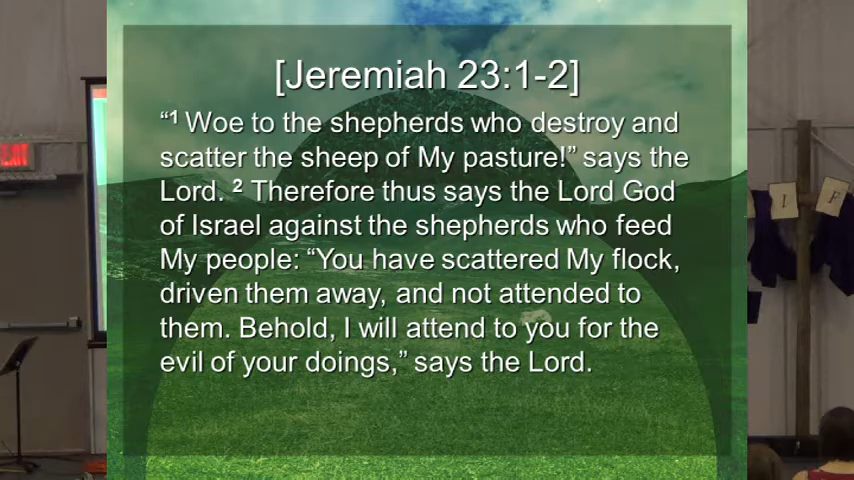 [Jeremiah 23:1-2]
“1 Woe to the shepherds who destroy and
scatter the sheep of My pasture!” says the
Lord. 2 Therefore thus says the Lord God
of Israel against the shepherds who feed
My people: “You have scattered My flock,
driven them away, and not attended to
them. Behold, I will attend to you for the
evil of your doings,” says the Lord.
EXIT
I F